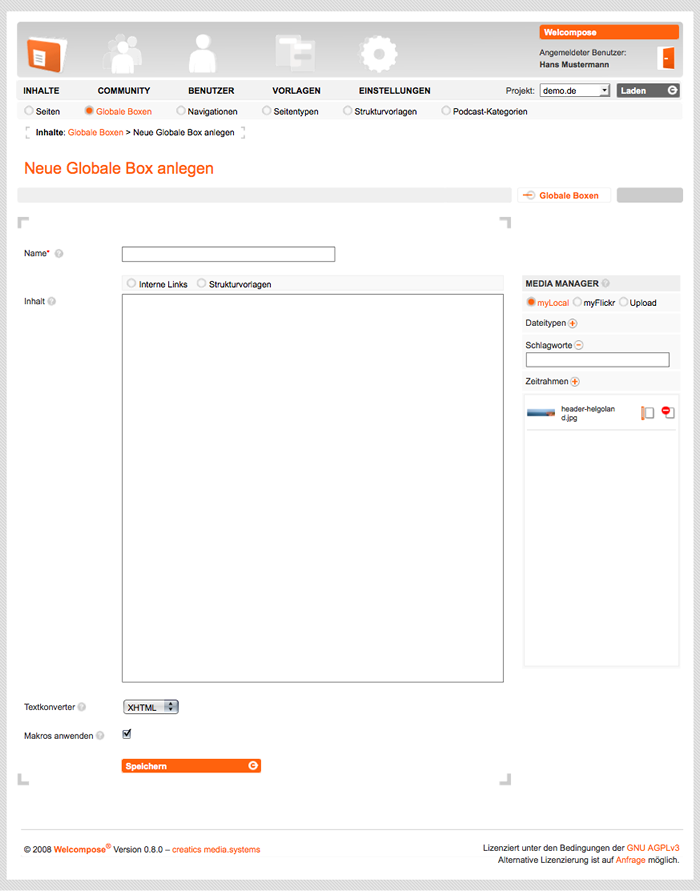 Welcompose
Angemeldeter Benutzer:
Hans Mustermann
INHALTE COMMUNITY BENUTZER VORLAGEN EINSTELLUNGEN Projekt: demo.de Laden
Seiten Globale Boxen Navigationen Seitentypen Strukturvorlagen Podcast-Kategorien
Inhalte: Globale Boxen > Neue Globale Box anlegen
Neue Globale Box anlegen
Globale Boxen
Name* ?
Interne Links Strukturvorlagen
Inhalt ?
MEDIA MANAGER ?
myLocal myFlickr Upload
Dateitypen
Schlagworte
Zeitrahmen
header-helgolan
d.jpg
Textkonverter ? XHTML
Makros anwenden ?
Speichern
© 2008 Welcompose® Version 0.8.0 – creatics media.systems
Lizenziert unter den Bedingungen der GNU AGPLv3
Alternative Lizenzierung ist auf Anfrage möglich.